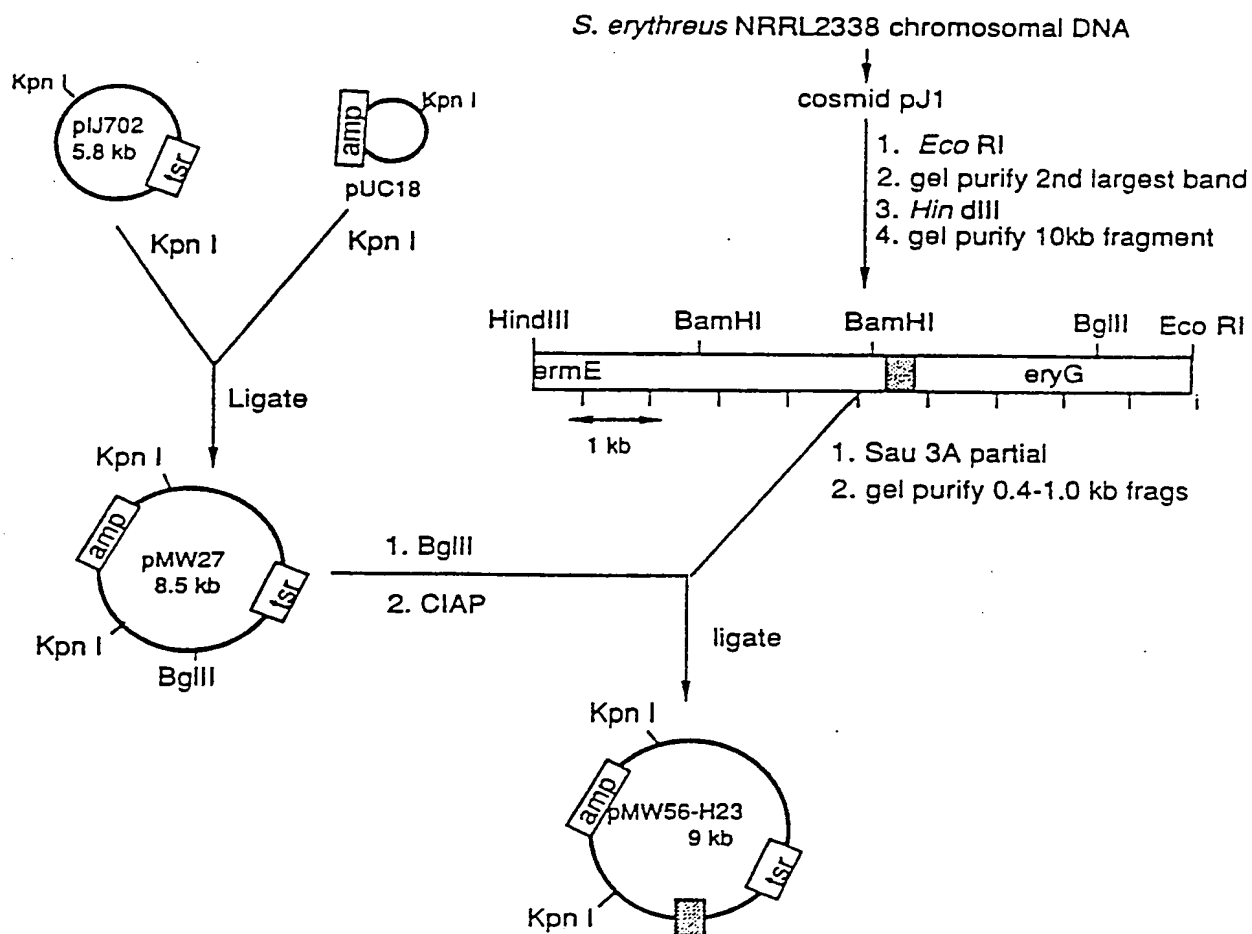 S. erythreus NRRL2338 chromosomal DNA
cosmid pJ1
1. Eco RI
2. gel purify 2nd largest band
3. Hin dIII
4. gel purify 10kb fragment
Kpn I
pIJ702
5.8 kb
tsr
amp
Kpn I
pUC18
Kpn I
Kpn I
Ligate
HindIII
BamHI
BamHI
BglII
Eco RI
ermE
eryG
1 kb
1. Sau 3A partial
2. gel purify 0.4-1.0 kb frags
Kpn I
amp
pMW27
8.5 kb
tsr
Kpn I
BglII
1. BglII
2. CIAP
ligate
Kpn I
amp
pMW56-H23
9 kb
tsr
Kpn I